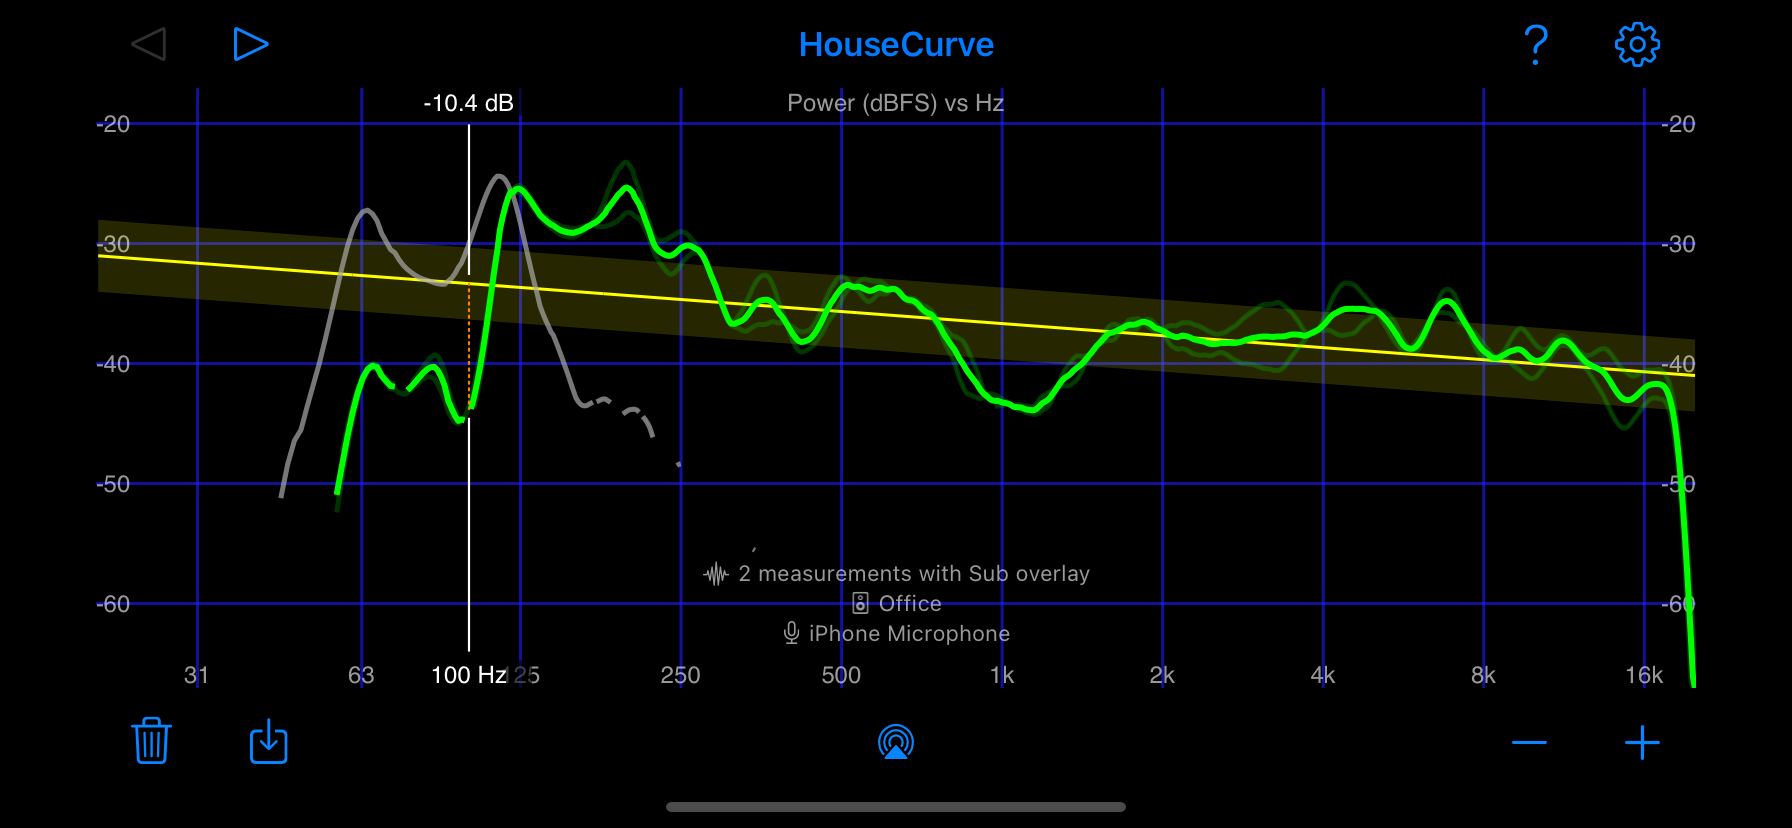 HouseCurve
?
-10.4 dB
Power (dBFS) vs Hz
-20 -20
-30 -30
-40 -40
-50 -50
-60 -60
2 measurements with Sub overlay
Office
iPhone Microphone
31 63 100 Hz 125 250 500 1k 2k 4k 8k 16k